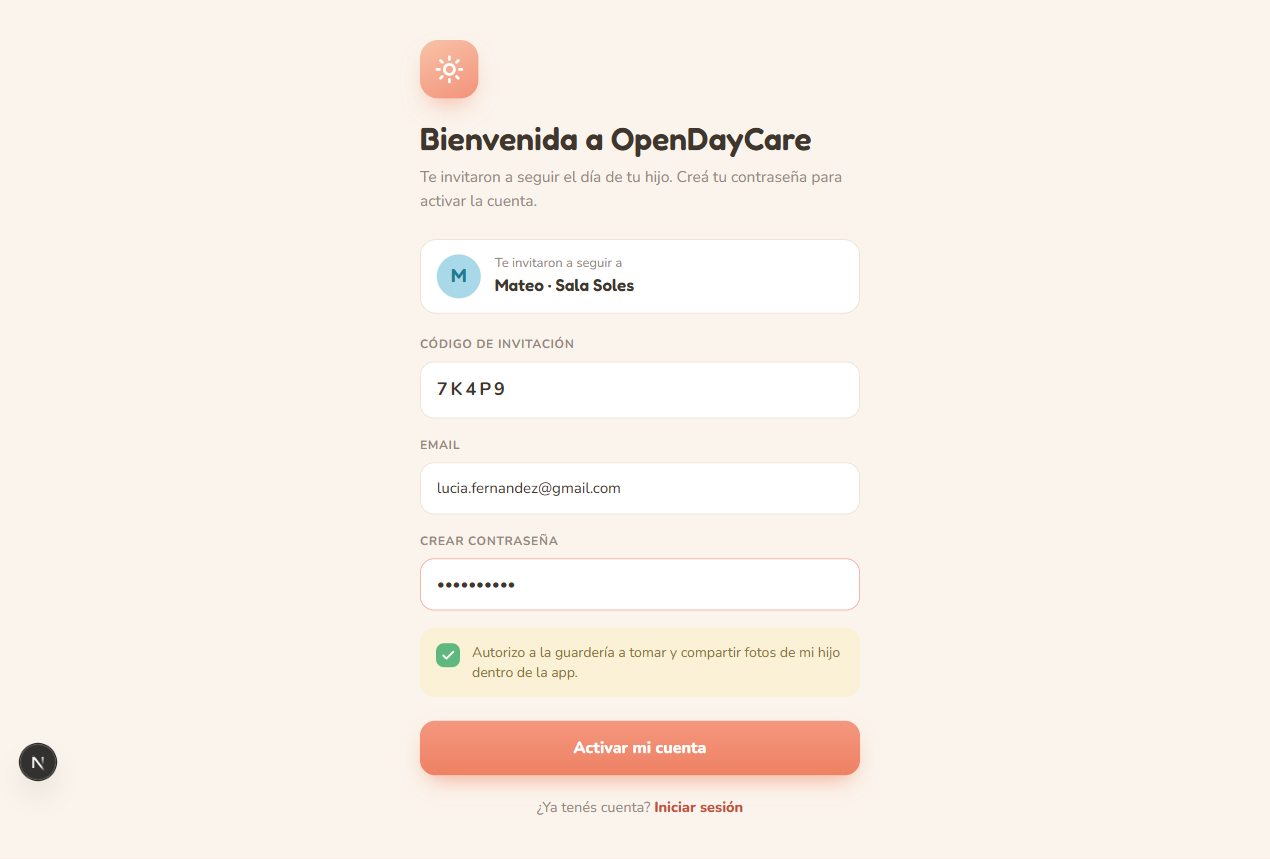 Bienvenida a OpenDayCare
Te invitaron a seguir el día de tu hijo. Creá tu contraseña para
activar la cuenta.
M
Te invitaron a seguir a
Mateo · Sala Soles
CÓDIGO DE INVITACIÓN
7K4P9
EMAIL
lucia.fernandez@gmail.com
CREAR CONTRASEÑA
••••••••••
Autorizo a la guardería a tomar y compartir fotos de mi hijo
dentro de la app.
Activar mi cuenta
N
¿Ya tenés cuenta? Iniciar sesión